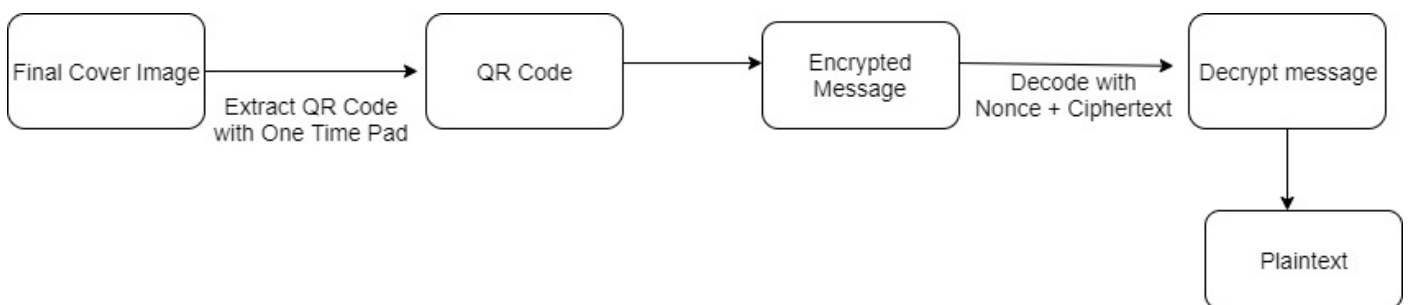 Final Cover Image
Extract QR Code
with One Time Pad
QR Code
Encrypted
Message
Decode with
Nonce + Ciphertext
Decrypt message
Plaintext